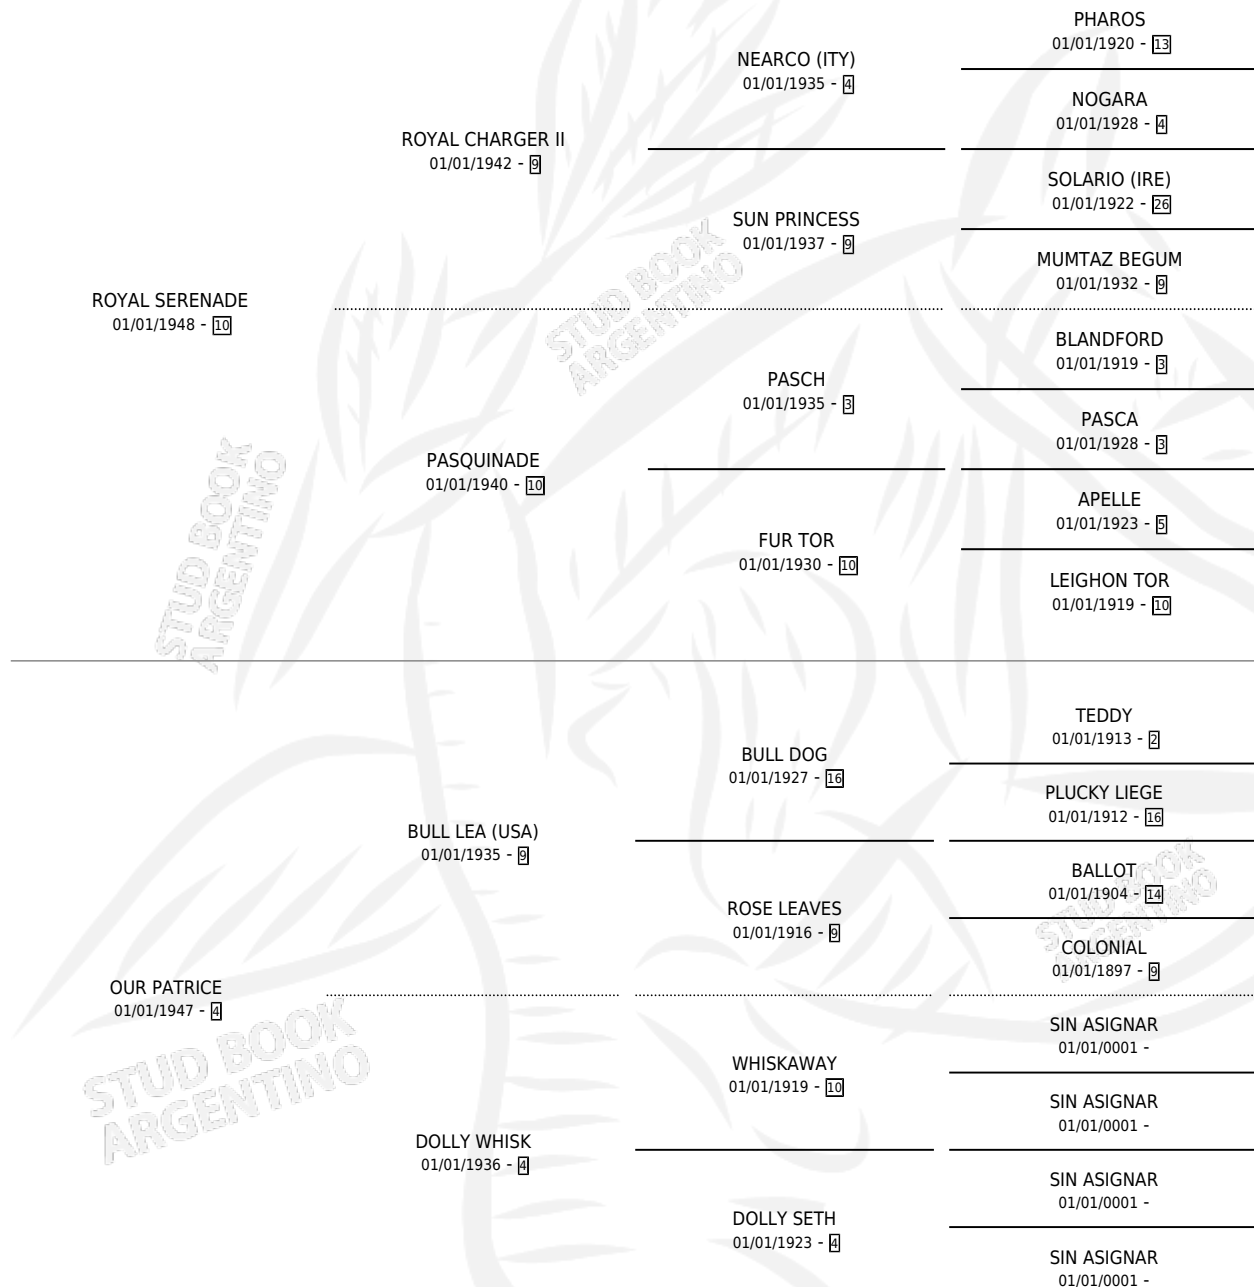 PHAROS
01/01/1920 - 13
NEARCO (ITY)
01/01/1935 - 4
NOGARA
01/01/1928 - 4
ROYAL CHARGER II
01/01/1942 - 9
SOLARIO (IRE)
01/01/1922 - 26
SUN PRINCESS
01/01/1937 - 9
MUMTAZ BEGUM
01/01/1932 - 9
ROYAL SERENADE
01/01/1948 - 10
STUD BOOK
ARGENTINO
BLANDFORD
01/01/1919 - 3
PASCH
01/01/1935 - 3
PASCA
01/01/1928 - 3
PASQUINADE
01/01/1940 - 10
APELLE
01/01/1923 - 5
FUR TOR
01/01/1930 - 10
LEIGHON TOR
01/01/1919 - 10
STUD BOOK
ARGENTINO
TEDDY
01/01/1913 - 2
BULL DOG
01/01/1927 - 16
PLUCKY LIEGE
01/01/1912 - 16
BULL LEA (USA)
01/01/1935 - 9
BALLOT
01/01/1904 - 14
ROSE LEAVES
01/01/1916 - 9
STUD BOOK
ARGENTINO
COLONIAL
01/01/1897 - 9
OUR PATRICE
01/01/1947 - 4
STUD BOOK
ARGENTINO
SIN ASIGNAR
01/01/0001 -
WHISKAWAY
01/01/1919 - 10
SIN ASIGNAR
01/01/0001 -
DOLLY WHISK
01/01/1936 - 4
SIN ASIGNAR
01/01/0001 -
DOLLY SETH
01/01/1923 - 4
SIN ASIGNAR
01/01/0001 -